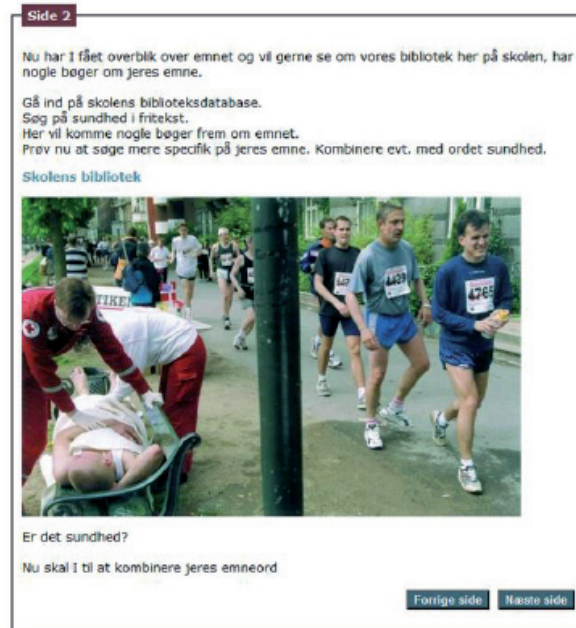 Side 2
Nu har I fået overblik over emnet og vil gerne se om vores bibliotek her på skolen, har
nogle bøger om jeres emne.
Gå ind på skolens biblioteksdatabase.
Søg på sundhed i fritekst.
Her vil komme nogle bøger frem om emnet.
Prøv nu at søge mere specifik på jeres emne. Kombinere evt. med ordet sundhed.
Skolens bibliotek
TIKEN
4439
4765
Er det sundhed?
Nu skal I til at kombinere jeres emneord
Forrige side
Næste side